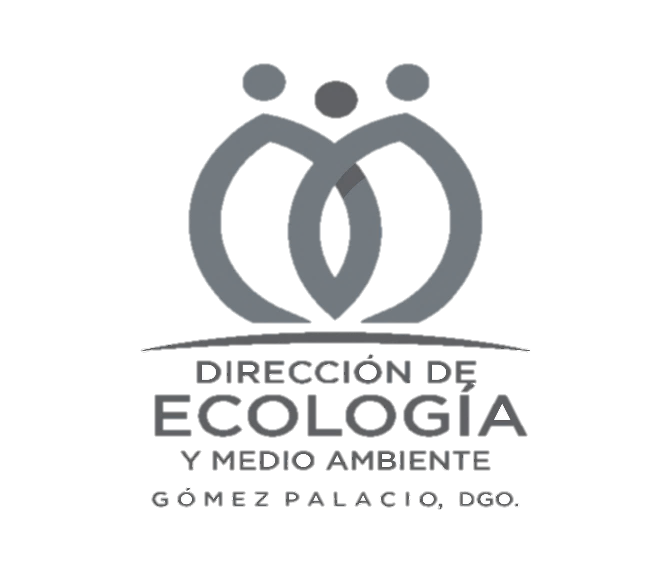 DIRECCIÓN DE
ECOLOGÍA
Y MEDIO AMBIENTE
GÓMEZ PALACIO, DGO.